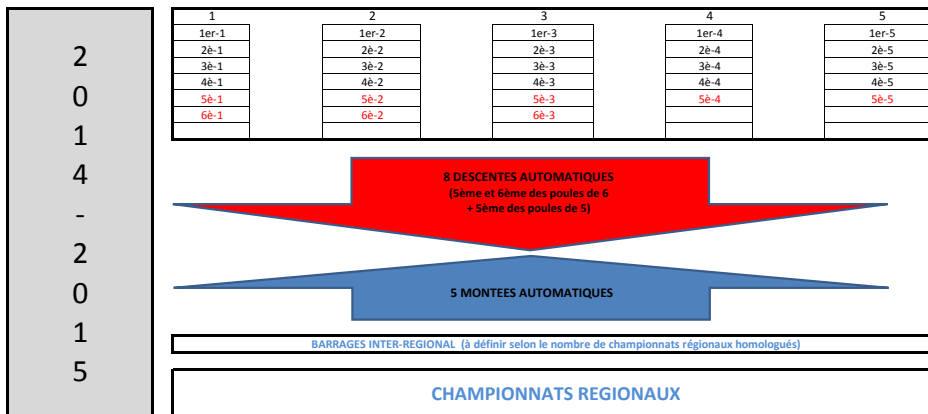 2
0
1
4
-
2
0
1
5
1 2 3 4 5
1er-1 1er-2 1er-3 1er-4 1er-5
2è-1 2è-2 2è-3 2è-4 2è-5
3è-1 3è-2 3è-3 3è-4 3è-5
4è-1 4è-2 4è-3 4è-4 4è-5
5è-1 5è-2 5è-3 5è-4 5è-5
6è-1 6è-2 6è-3
8 DESCENTES AUTOMATIQUES
(5ème et 6ème des poules de 6
+ 5ème des poules de 5)
5 MONTEES AUTOMATIQUES
BARRAGES INTER-REGIONAL (à définir selon le nombre de championnats régionaux homologués)
CHAMPIONNATS REGIONAUX